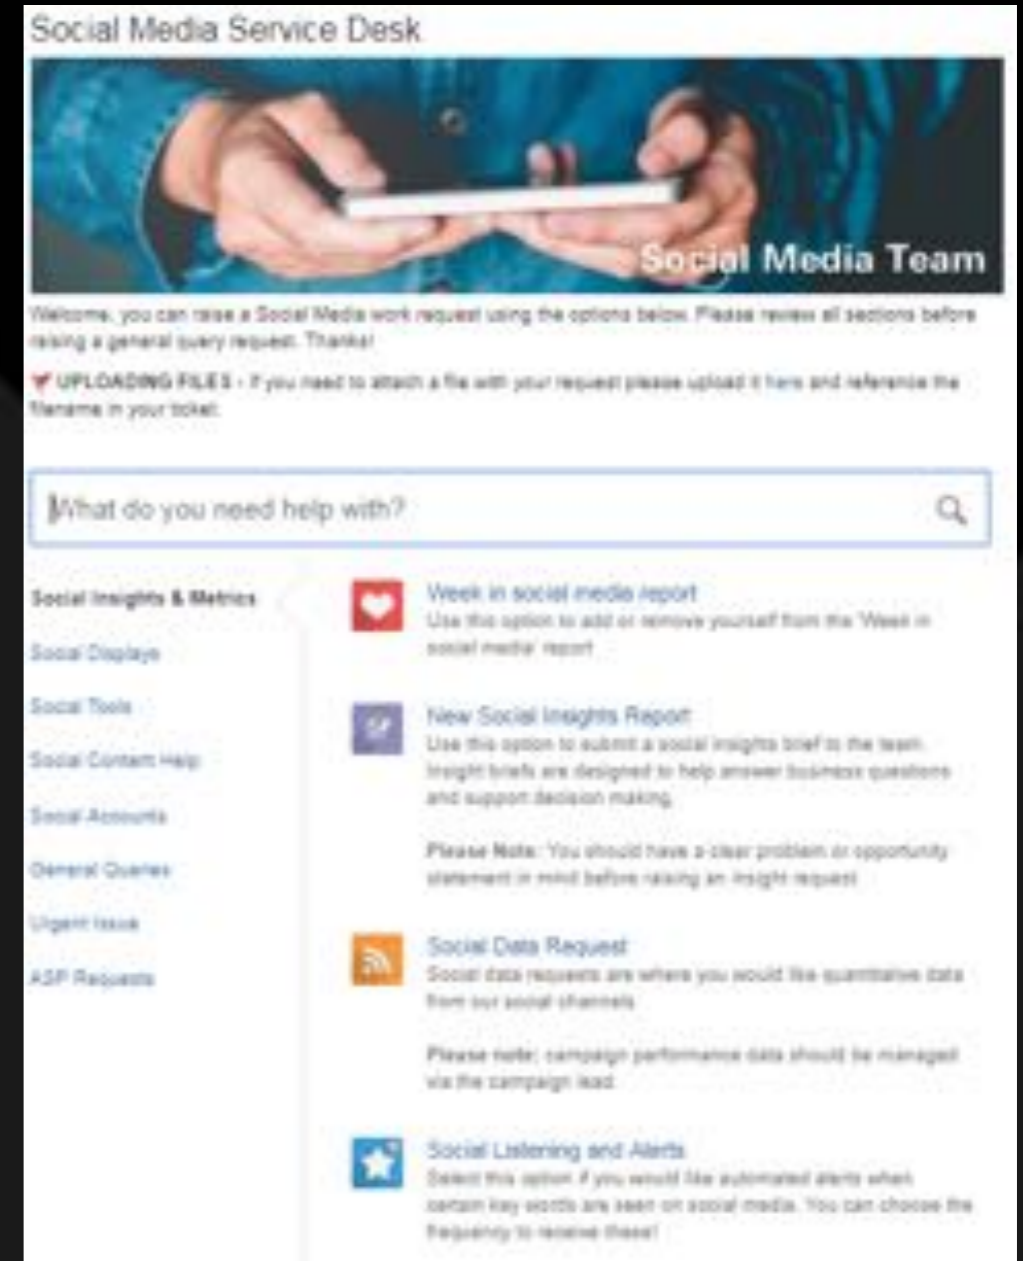 Social Media Service Desk
Social Media Team
Welcome, you can raise a Social Media work request using the options below. Please review all sections before
raising a general query request. Thanks!
UPLOADING FILES - If you need to attach a file with your request please upload it here and reference the
filename in your ticket.
What do you need help with?
Social Insights & Metrics
Social Displays
Social Tools
Social Content Help
Social Accounts
General Queries
Urgent Issue
ASP Requests
Week in social media report
Use this option to add or remove yourself from the 'Week in
social media' report
New Social Insights Report
Use this option to submit a social insights brief to the team.
Insight briefs are designed to help answer business questions
and support decision making.
Please Note: You should have a clear problem or opportunity
statement in mind before raising an insight request
Social Data Request
Social data requests are where you would like quantitative data
from our social channels
Please note: campaign performance data should be managed
via the campaign lead.
Social Listening and Alerts
Select this option if you would like automated alerts when
certain key words are seen on social media. You can choose the
frequency to receive these!